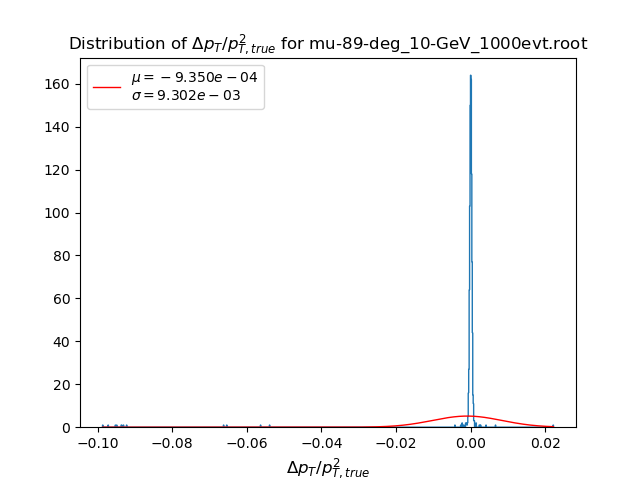 Distribution of Δp_T/p²_{T,true} for mu-89-deg_10-GeV_1000evt.root
μ = −9.350e−04
σ = 9.302e−03
160
140
120
100
80
60
40
20
0
−0.10 −0.08 −0.06 −0.04 −0.02 0.00 0.02
Δp_T/p²_{T,true}